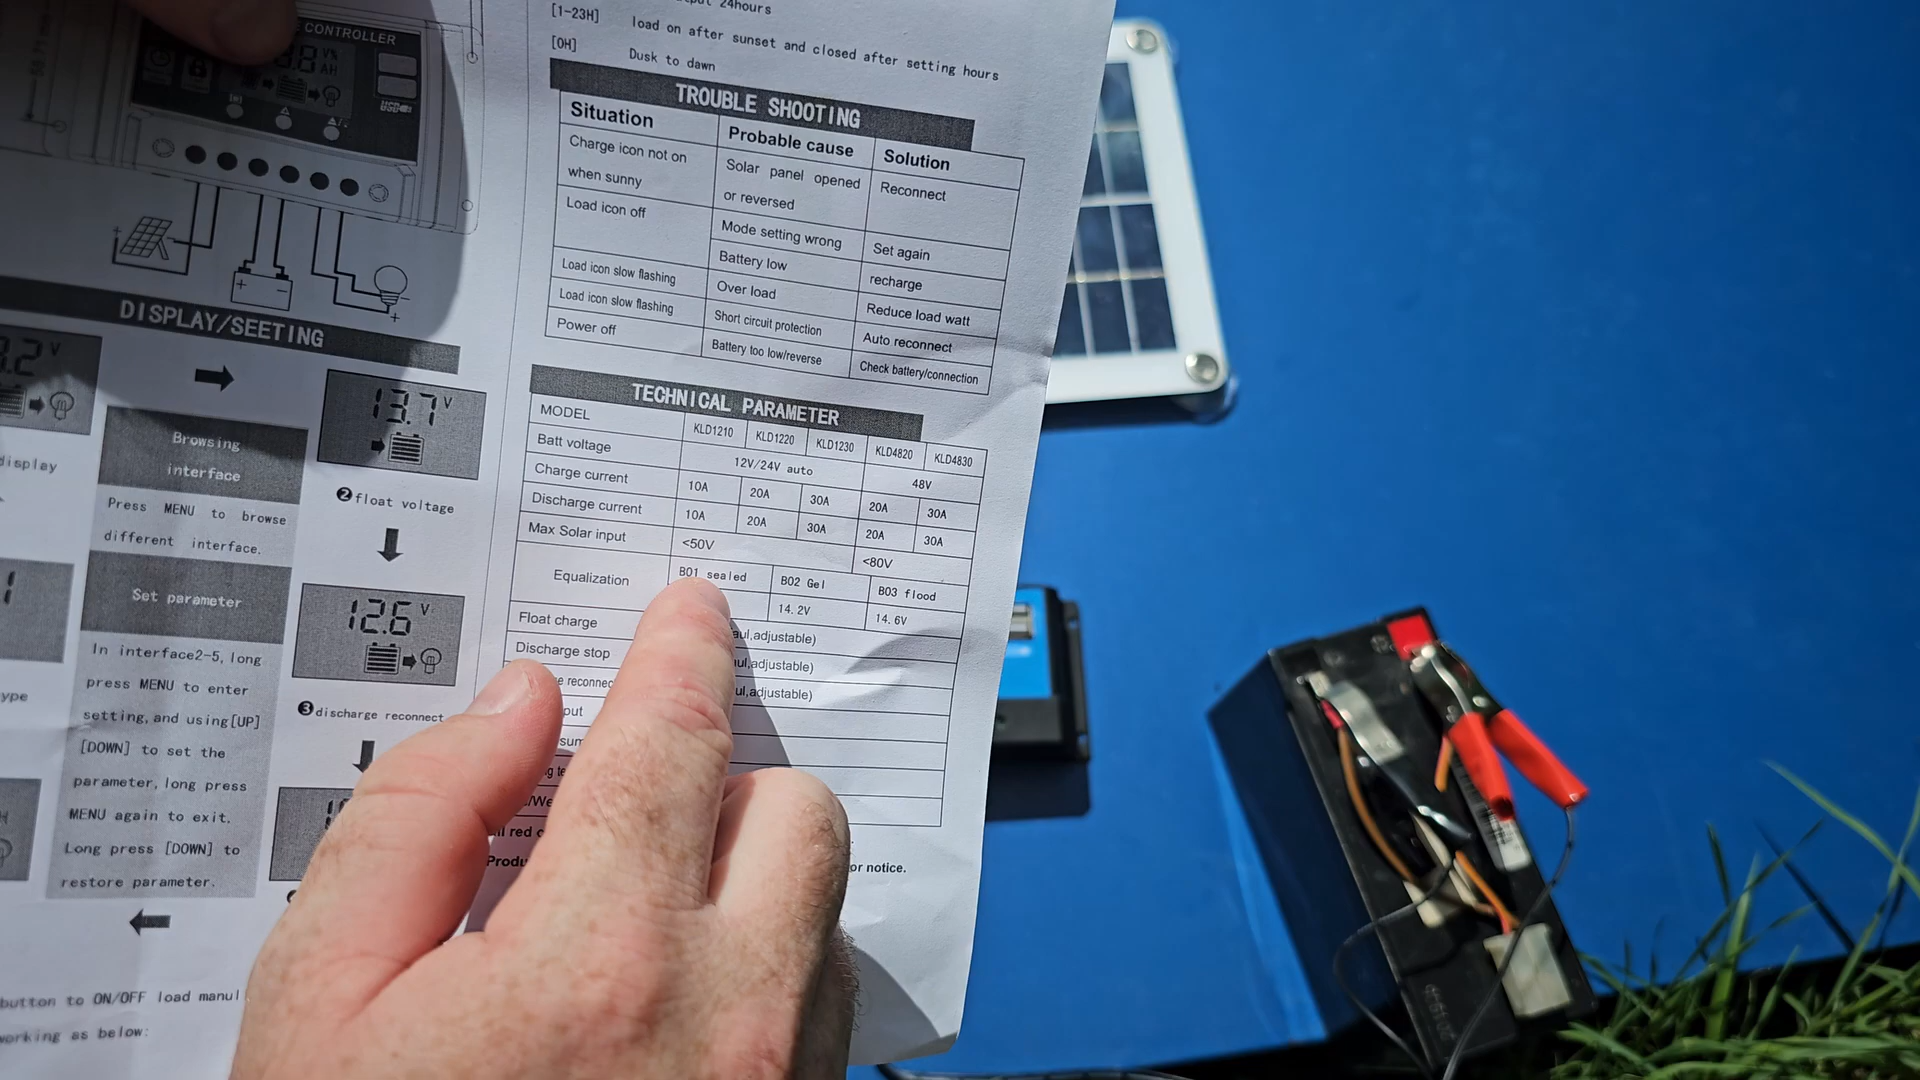 CONTROLLER
V%
AH
USB
DISPLAY/SEETING
V
display
Browsing
interface
Press MENU to browse
different interface.
Set parameter
In interface2-5, long
press MENU to enter
setting,and using[UP]
[DOWN] to set the
parameter, long press
MENU again to exit.
Long press [DOWN] to
restore parameter.
13.7 V
❷float voltage
12.6 V
❸discharge reconnect
button to ON/OFF load
working as below:
24hours
[1-23H] load on after sunset and closed after setting hours
[0H] Dusk to dawn
TROUBLE SHOOTING
Situation Probable cause Solution
Charge icon not on when sunny Solar panel opened or reversed Reconnect
Load icon off Mode setting wrong Set again
Battery low recharge
Load icon slow flashing Over load Reduce load watt
Load icon slow flashing Short circuit protection Auto reconnect
Power off Battery too low/reverse Check battery/connection
TECHNICAL PARAMETER
MODEL KLD1210 KLD1220 KLD1230 KLD4820 KLD4830
Batt voltage 12V/24V auto 48V
Charge current 10A 20A 30A 20A 30A
Discharge current 10A 20A 30A 20A 30A
Max Solar input <50V <80V
Equalization B01 sealed B02 Gel B03 flood
14.2V 14.6V
Float charge adjustable)
Discharge stop adjustable)
adjustable)
or notice.